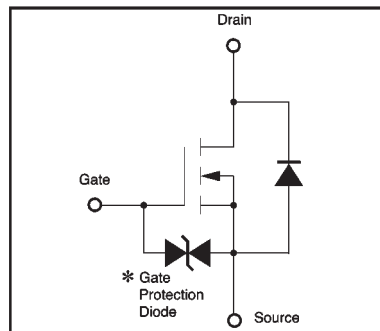 Drain
Gate
* Gate
Protection
Diode
Source